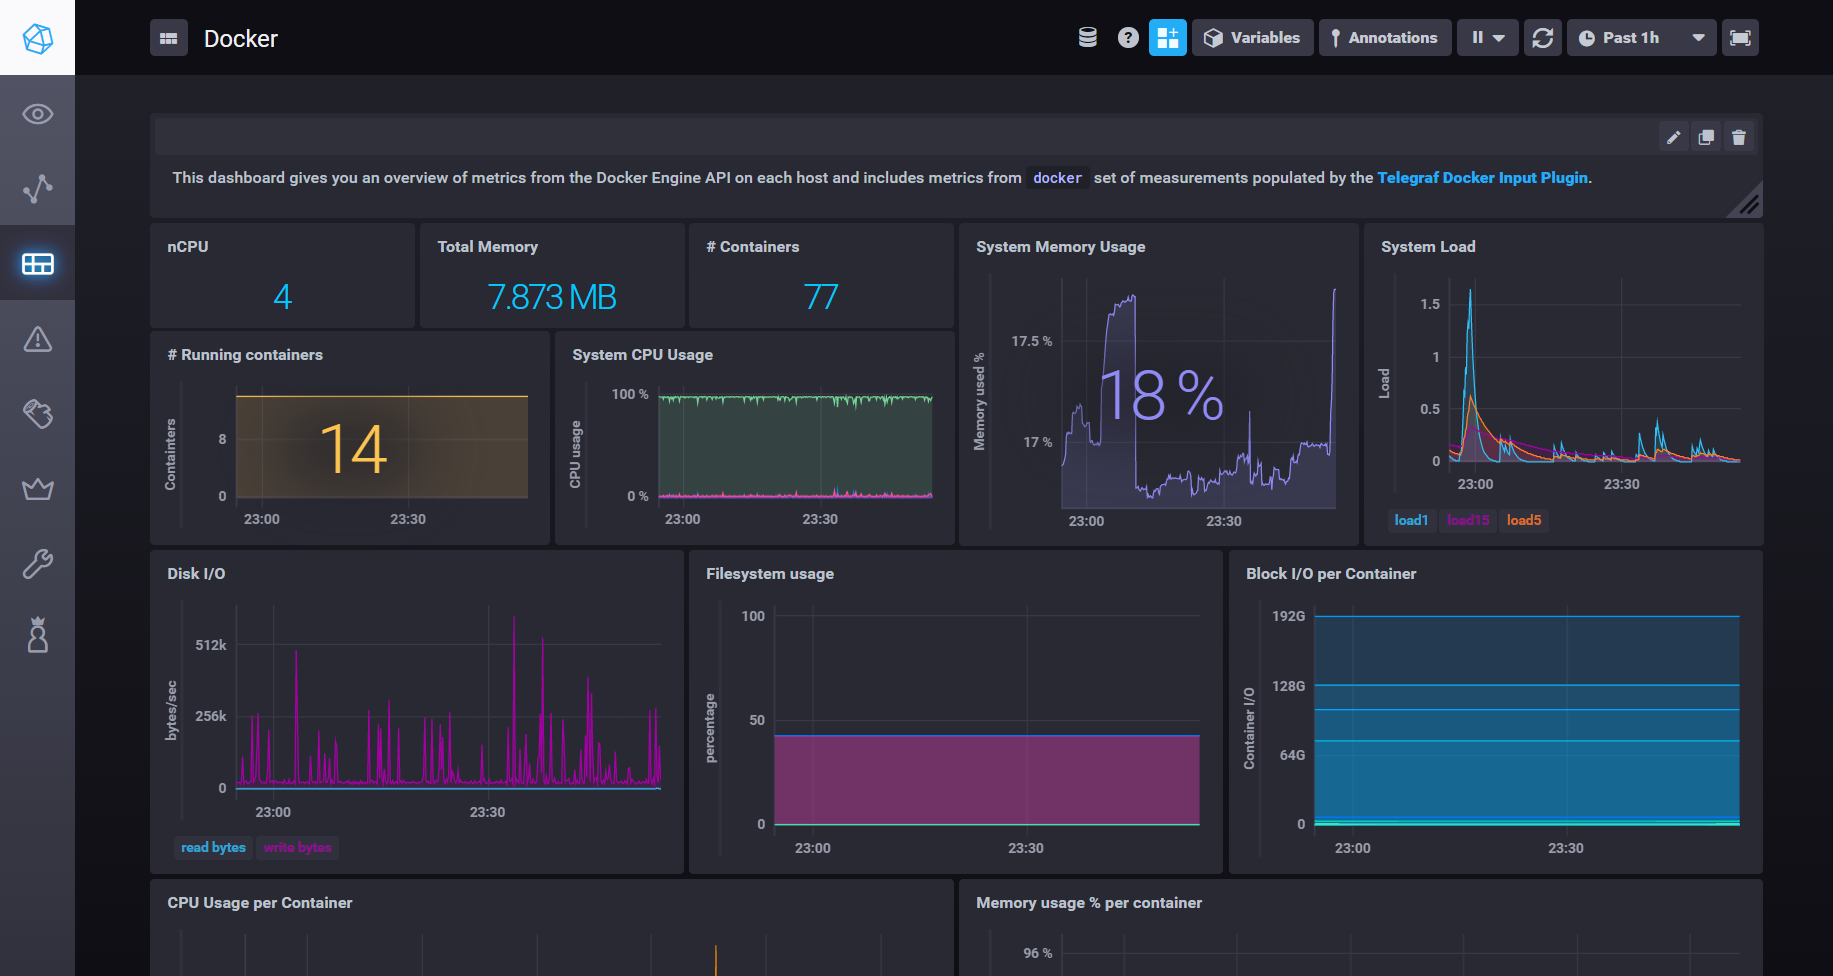 Docker
Variables
Annotations
Past 1h
This dashboard gives you an overview of metrics from the Docker Engine API on each host and includes metrics from docker set of measurements populated by the Telegraf Docker Input Plugin.
nCPU
4
Total Memory
7.873 MB
# Containers
77
System Memory Usage
Memory used %
17.5 %
17 %
18 %
23:00
23:30
System Load
Load
1.5
1
0.5
0
23:00
23:30
load1
load15
load5
# Running containers
Containters
8
0
14
23:00
23:30
System CPU Usage
CPU usage
100 %
0 %
23:00
23:30
Disk I/O
bytes/sec
512k
256k
0
23:00
23:30
read bytes
write bytes
Filesystem usage
percentage
100
50
0
23:00
23:30
Block I/O per Container
Container I/O
192G
128G
64G
0
23:00
23:30
CPU Usage per Container
Memory usage % per container
96 %